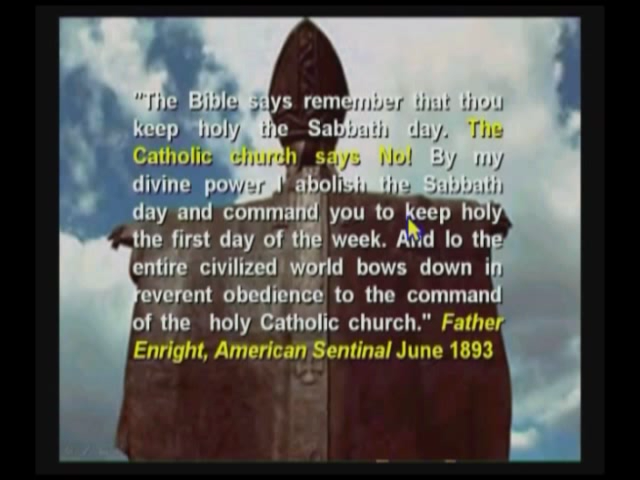 "The Bible says remember that thou
keep holy the Sabbath day. The
Catholic church says No! By my
divine power I abolish the Sabbath
day and command you to keep holy
the first day of the week. And lo the
entire civilized world bows down in
reverent obedience to the command
of the holy Catholic church." Father
Enright, American Sentinal June 1893